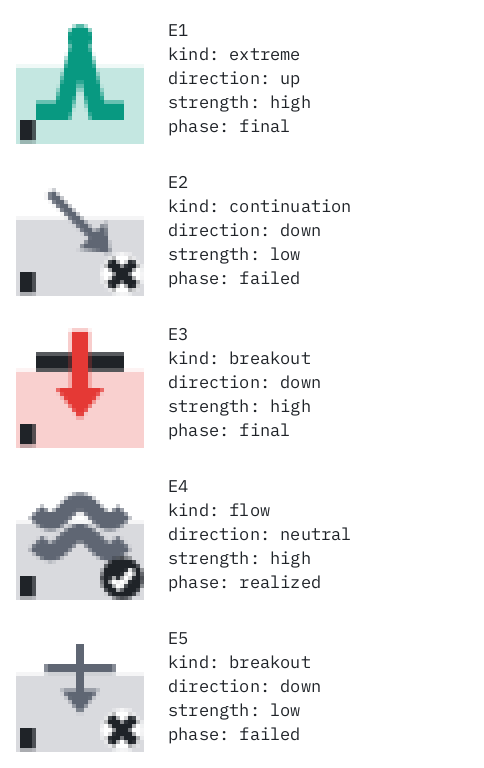 E1
kind: extreme
direction: up
strength: high
phase: final
E2
kind: continuation
direction: down
strength: low
phase: failed
E3
kind: breakout
direction: down
strength: high
phase: final
E4
kind: flow
direction: neutral
strength: high
phase: realized
E5
kind: breakout
direction: down
strength: low
phase: failed